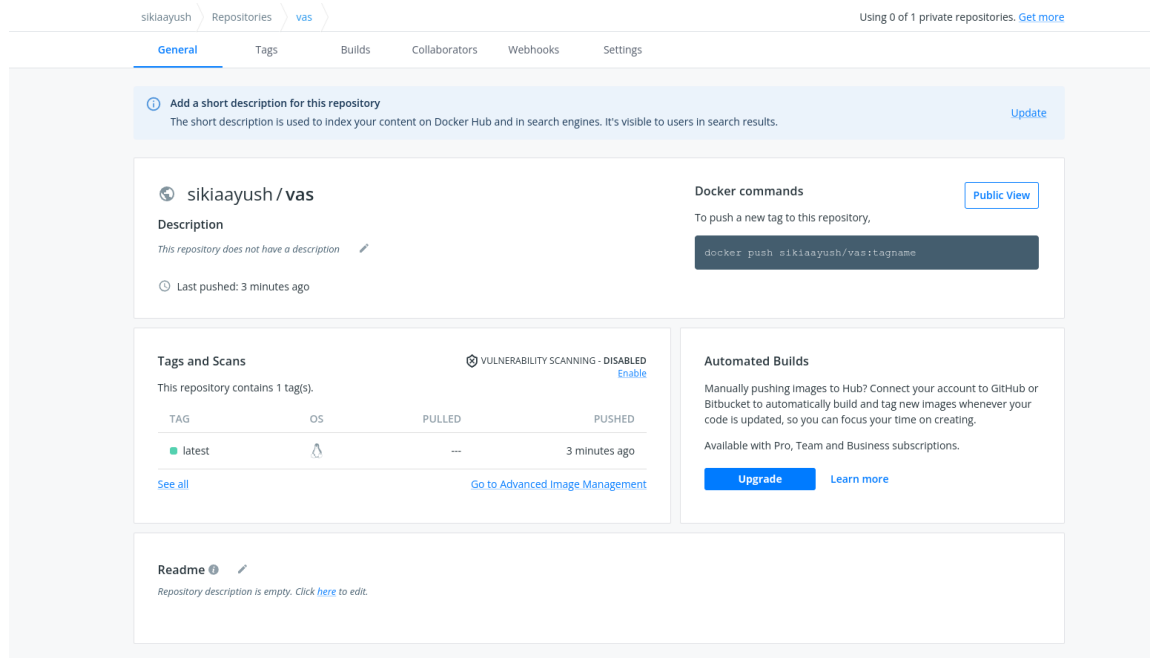 sikiaayush Repositories vas Using 0 of 1 private repositories. Get more
General Tags Builds Collaborators Webhooks Settings
Add a short description for this repository
The short description is used to index your content on Docker Hub and in search engines. It's visible to users in search results.
Update
sikiaayush / vas
Description
This repository does not have a description
Last pushed: 3 minutes ago
Docker commands
Public View
To push a new tag to this repository,
docker push sikiaayush/vas:tagname
Tags and Scans
VULNERABILITY SCANNING - DISABLED
Enable
This repository contains 1 tag(s).
TAG OS PULLED PUSHED
latest --- 3 minutes ago
See all Go to Advanced Image Management
Automated Builds
Manually pushing images to Hub? Connect your account to GitHub or
Bitbucket to automatically build and tag new images whenever your
code is updated, so you can focus your time on creating.
Available with Pro, Team and Business subscriptions.
Upgrade Learn more
Readme
Repository description is empty. Click here to edit.